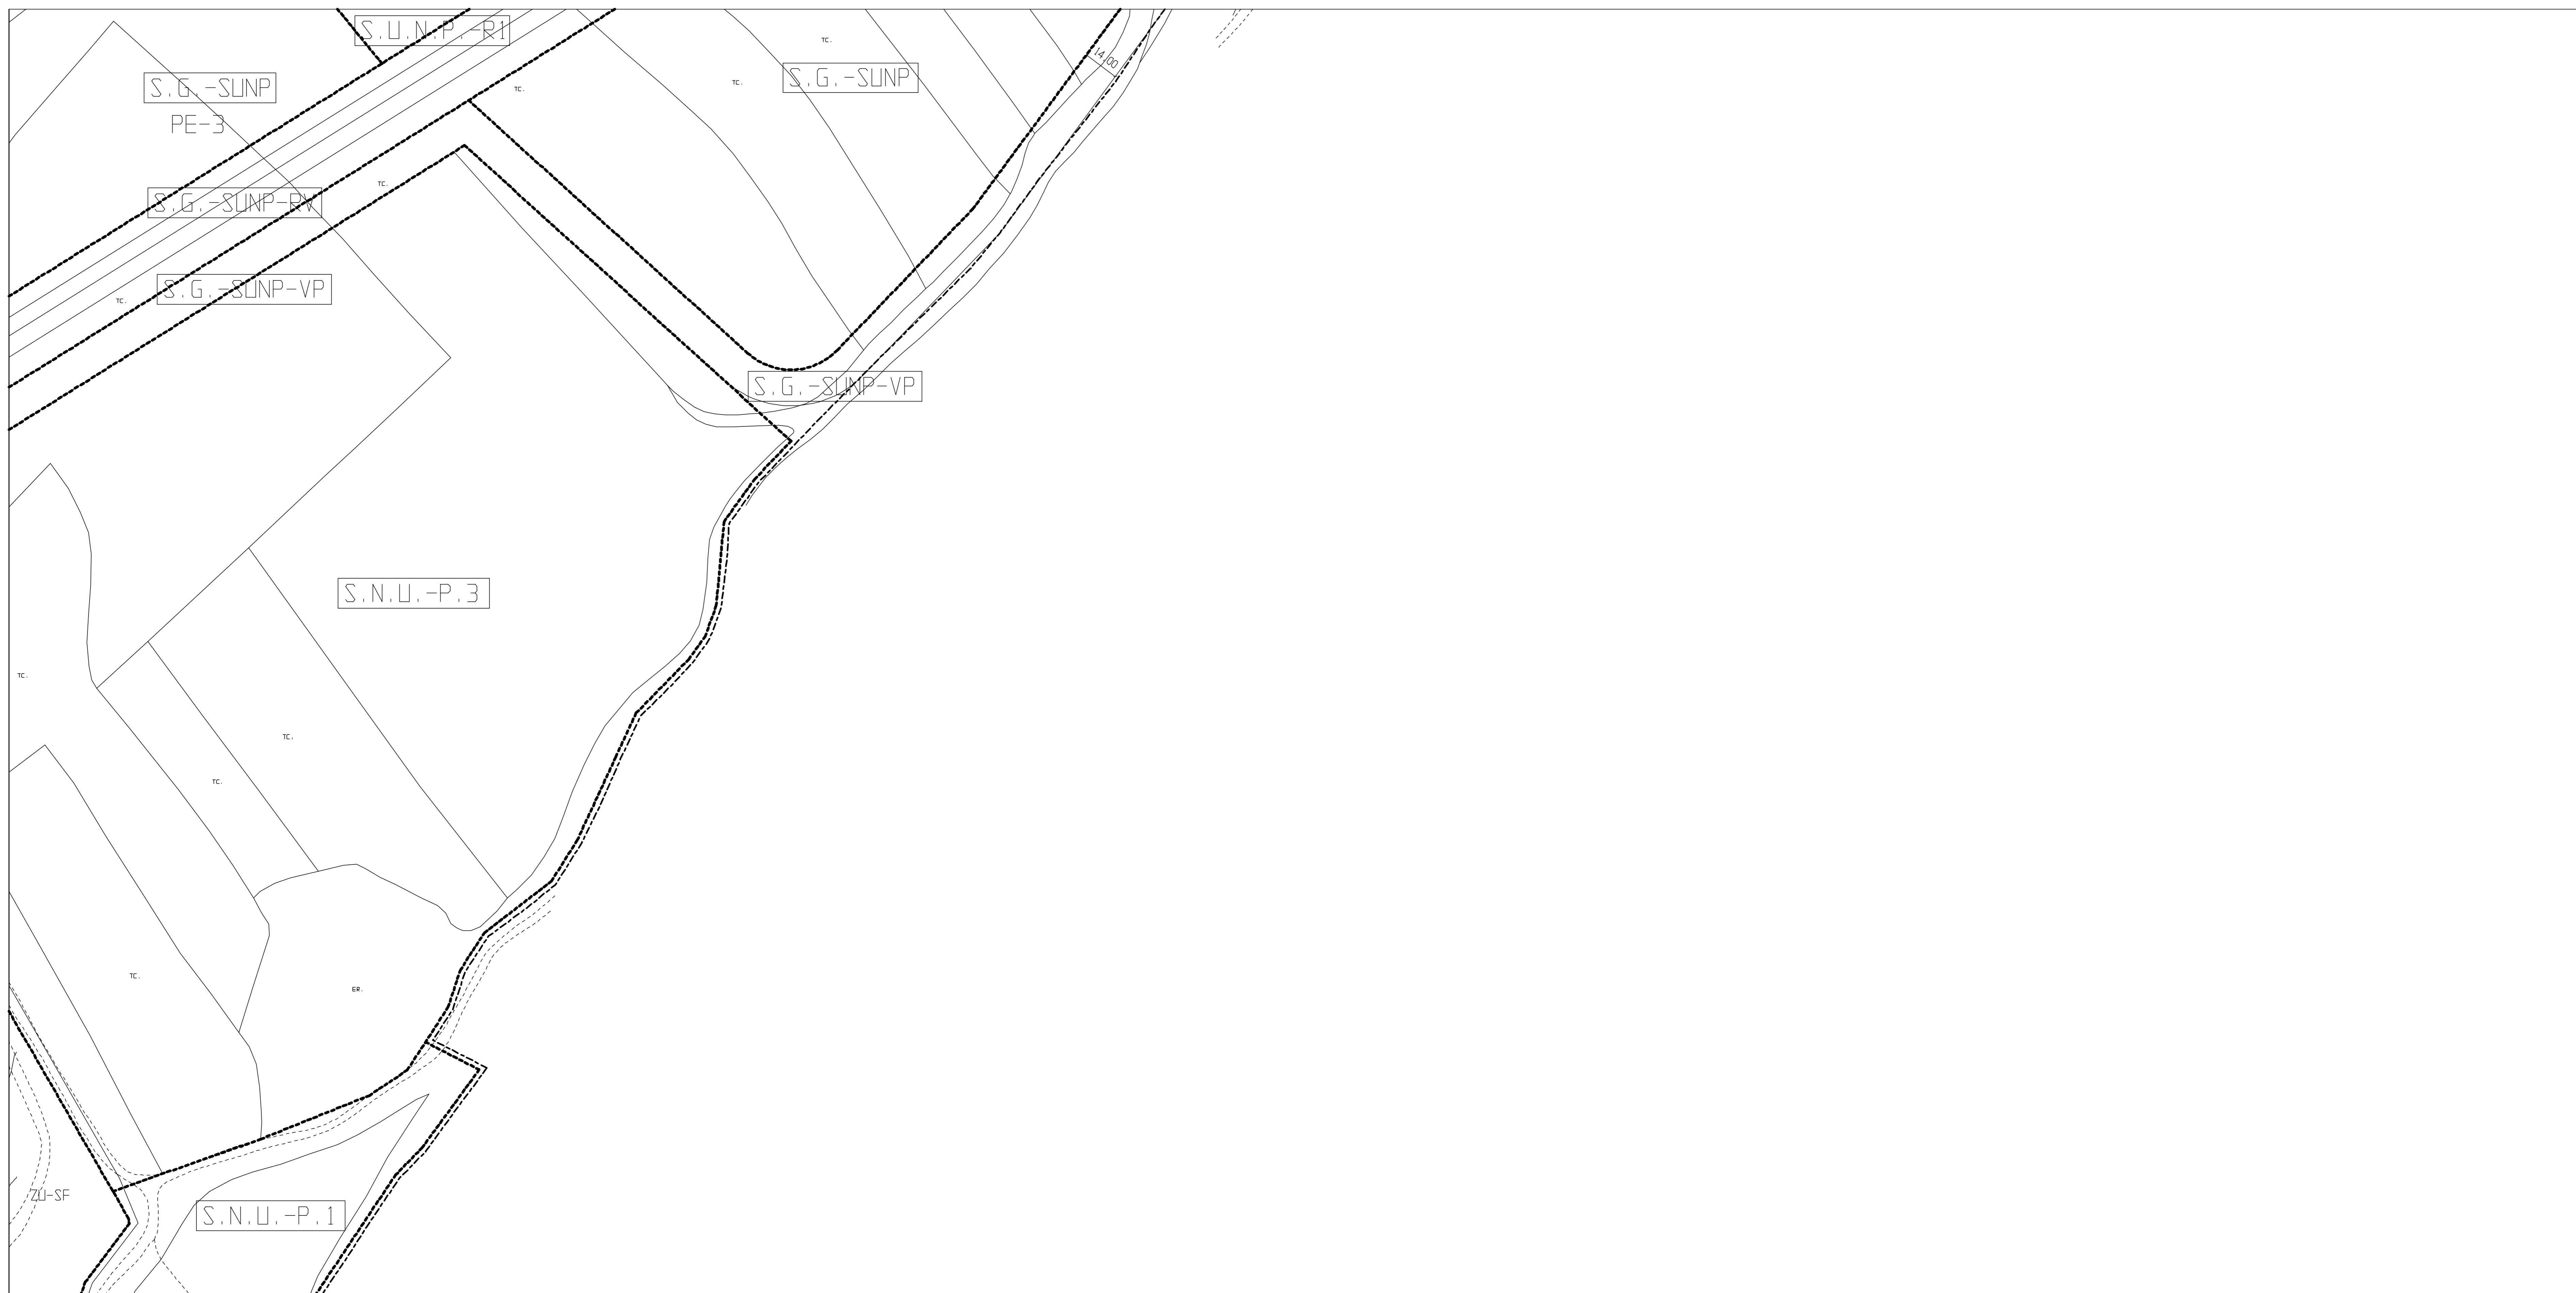 S.U.N.P.-R1
TC.
14,00
S.G.-SUNP
S.G.-SUNP
TC.
TC.
PE-3
TC.
S.G.-SUNP-RV
S.G.-SUNP-VP
TC.
S.G.-SUNP-VP
S.N.U.-P.3
TC.
TC.
TC.
TC.
ER.
ZU-SF
S.N.U.-P.1